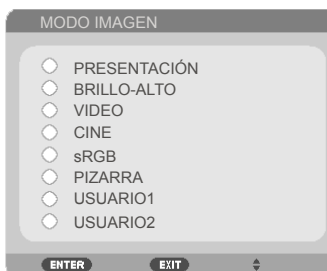 MODO IMAGEN
PRESENTACIÓN
BRILLO-ALTO
VIDEO
CINE
sRGB
PIZARRA
USUARIO1
USUARIO2
ENTER EXIT